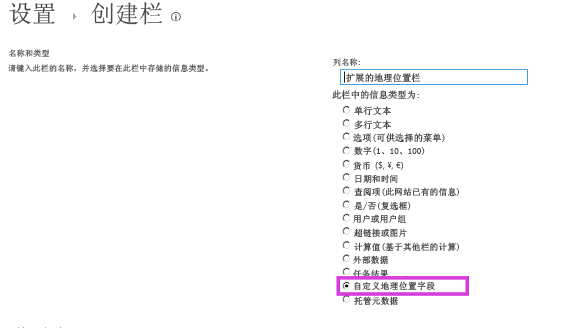 设置 ▸ 创建栏 ⓘ
名称和类型
请键入此栏的名称，并选择要在此栏中存储的信息类型。
列名称:
扩展的地理位置栏
此栏中的信息类型为:
单行文本
多行文本
选项(可供选择的菜单)
数字(1、10、100)
货币 ($,¥,€)
日期和时间
查阅项(此网站已有的信息)
是/否(复选框)
用户或用户组
超链接或图片
计算值(基于其他栏的计算)
外部数据
任务结果
自定义地理位置字段
托管元数据